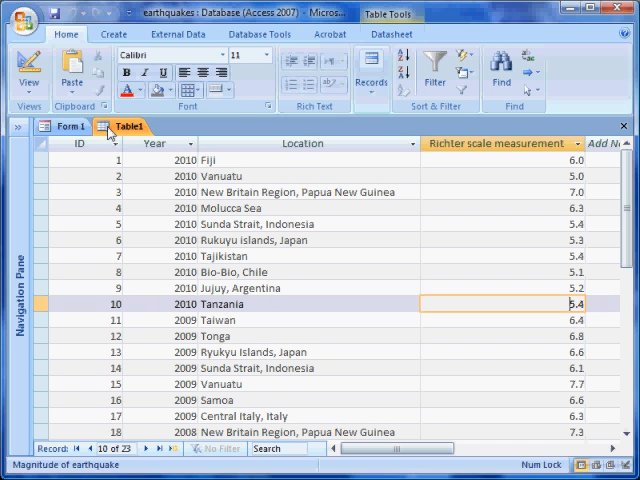 earthquakes : Database (Access 2007) - Micros... Table Tools
Home Create External Data Database Tools Acrobat Datasheet
View Paste Calibri 11 Records Filter Find
B I U
A
Views Clipboard Font Rich Text Sort & Filter Find
Form 1 Table1
ID Year Location Richter scale measurement Add Ne
1 2010 Fiji 6.0
2 2010 Vanuatu 5.0
3 2010 New Britain Region, Papua New Guinea 7.0
4 2010 Molucca Sea 6.3
5 2010 Sunda Strait, Indonesia 5.4
6 2010 Rukuyu islands, Japan 5.3
7 2010 Tajikistan 5.4
8 2010 Bio-Bio, Chile 5.1
9 2010 Jujuy, Argentina 5.2
10 2010 Tanzania 5.4
11 2009 Taiwan 6.4
12 2009 Tonga 6.8
13 2009 Ryukyu Islands, Japan 6.6
14 2009 Sunda Strait, Indonesia 6.1
15 2009 Vanuatu 7.7
16 2009 Samoa 6.6
17 2009 Central Italy, Italy 6.3
18 2008 New Britain Region, Papua New Guinea 7.3
Navigation Pane
Record: 10 of 23 No Filter Search
Magnitude of earthquake Num Lock